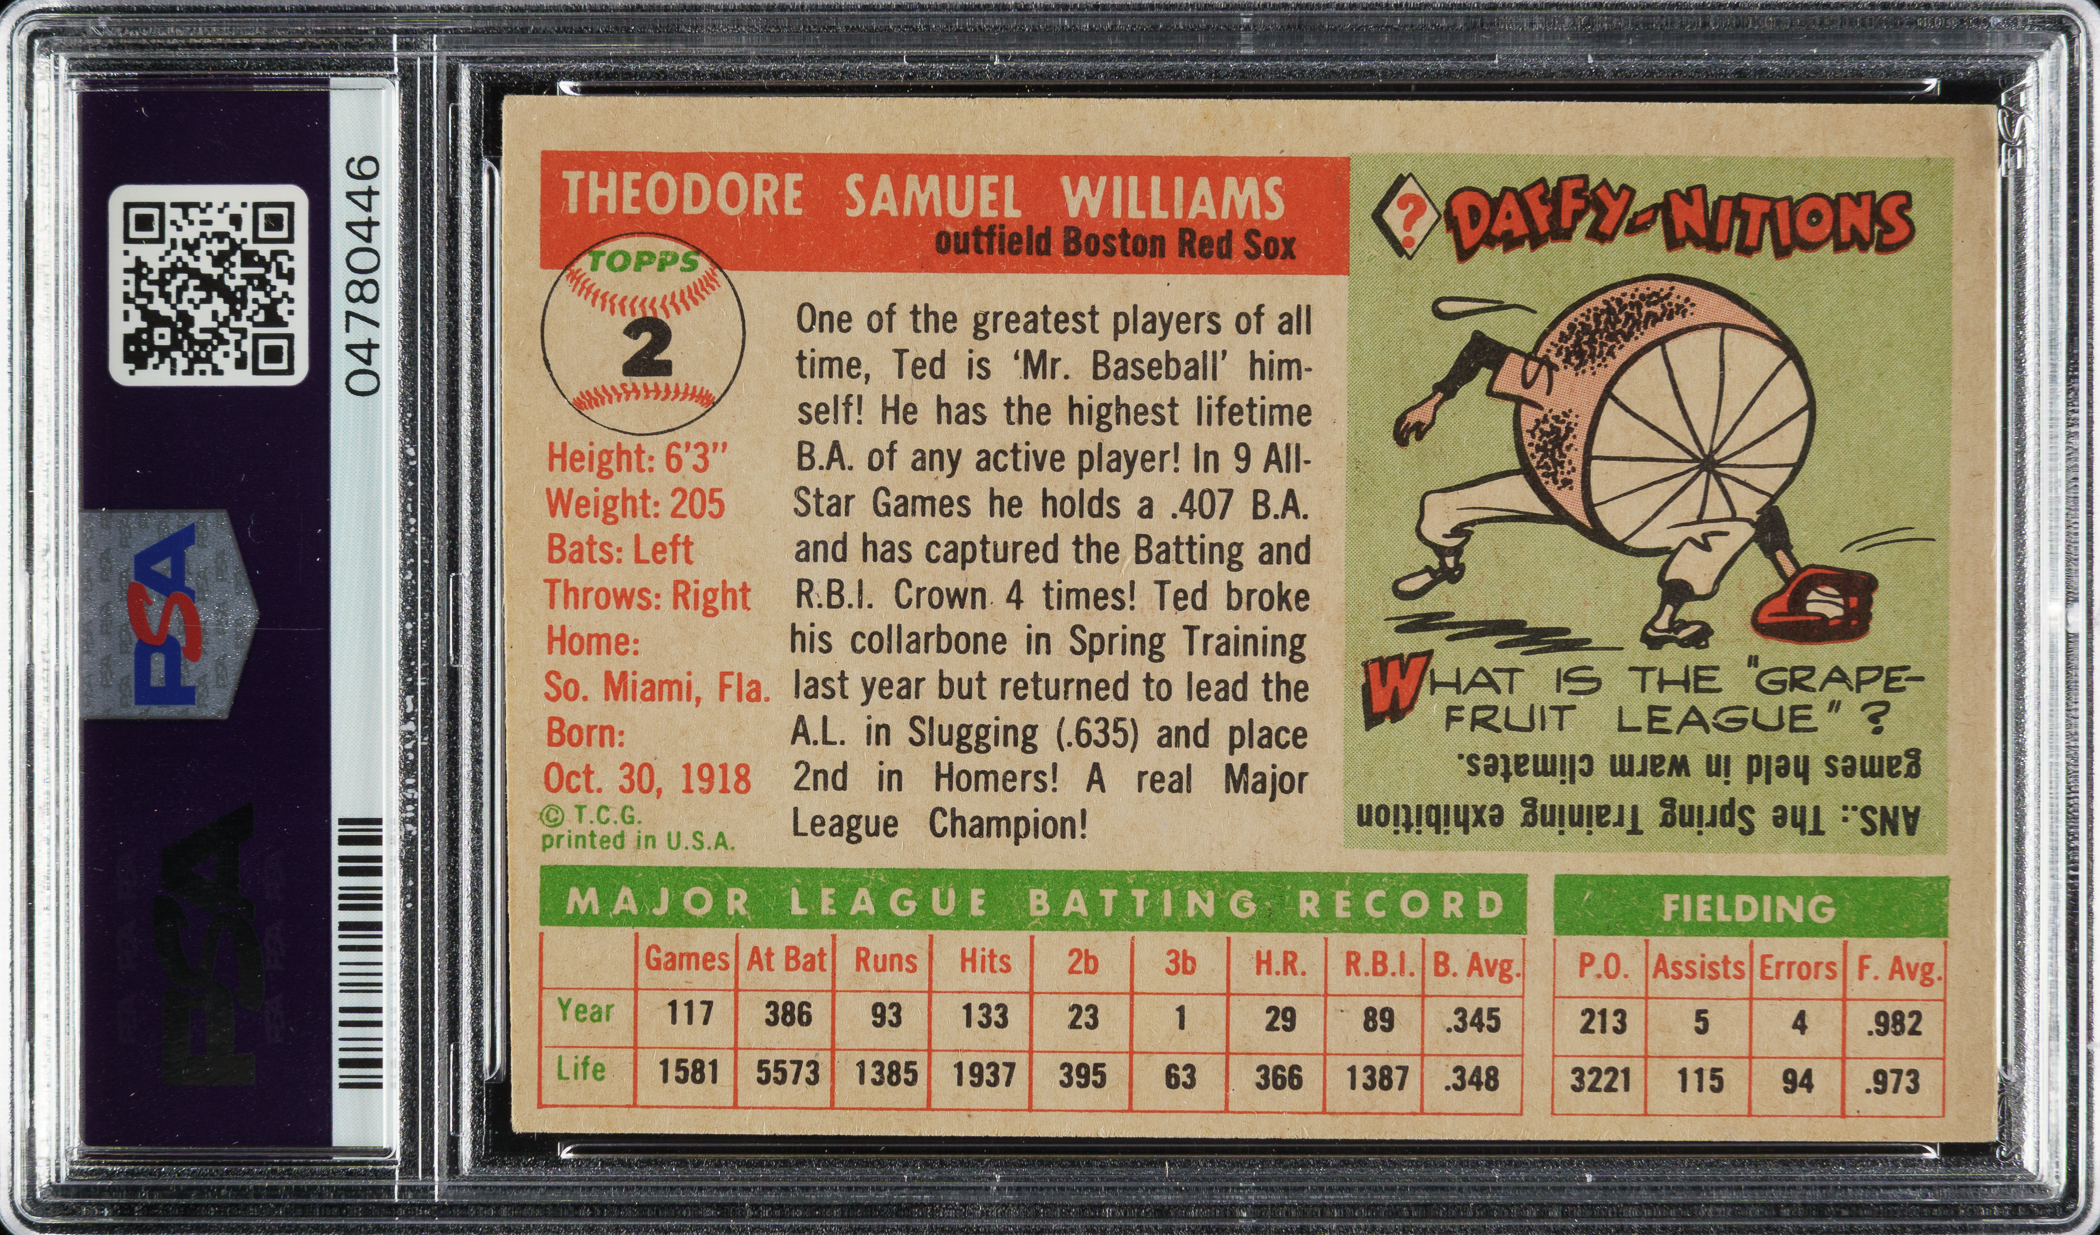 04780446
PSA
PSA
THEODORE SAMUEL WILLIAMS
outfield Boston Red Sox
TOPPS
2
Height: 6'3"
Weight: 205
Bats: Left
Throws: Right
Home:
So. Miami, Fla.
Born:
Oct. 30, 1918
© T.C.G.
printed in U.S.A.
One of the greatest players of all
time, Ted is ‘Mr. Baseball’ him-
self! He has the highest lifetime
B.A. of any active player! In 9 All-
Star Games he holds a .407 B.A.
and has captured the Batting and
R.B.I. Crown 4 times! Ted broke
his collarbone in Spring Training
last year but returned to lead the
A.L. in Slugging (.635) and place
2nd in Homers! A real Major
League Champion!
? DAFFY-NITIONS
WHAT IS THE "GRAPE-
FRUIT LEAGUE"?
ANS.: The Spring Training exhibition
games held in warm climates.
MAJOR LEAGUE BATTING RECORD
Games At Bat Runs Hits 2b 3b H.R. R.B.I. B. Avg.
Year 117 386 93 133 23 1 29 89 .345
Life 1581 5573 1385 1937 395 63 366 1387 .348
FIELDING
P.O. Assists Errors F. Avg.
213 5 4 .982
3221 115 94 .973